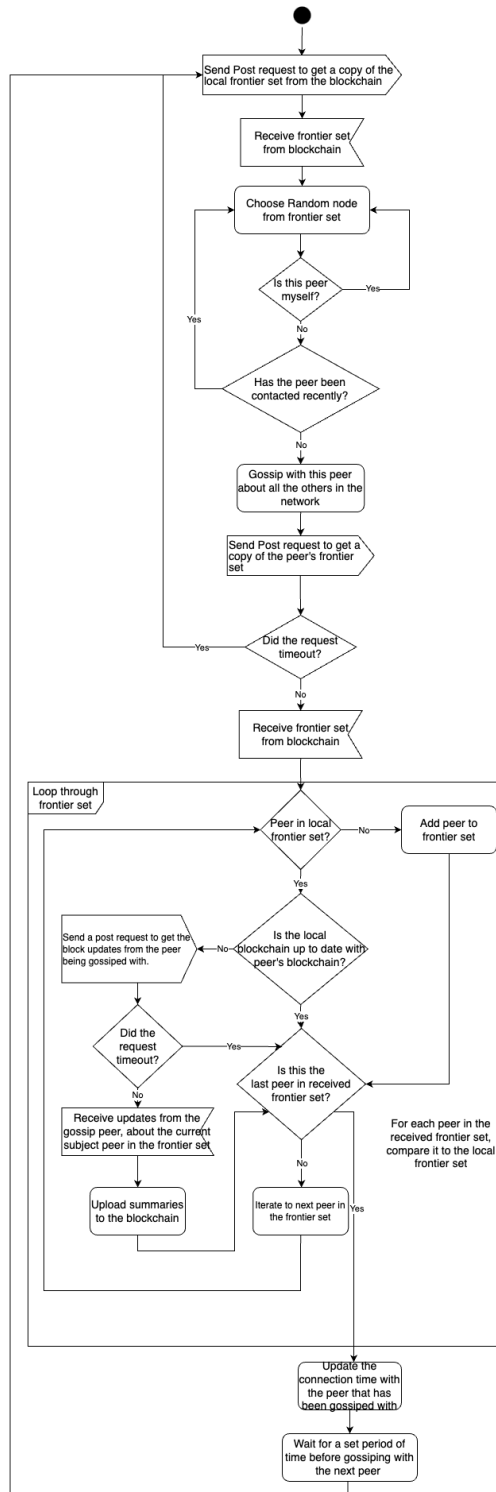 Send Post request to get a copy of the
local frontier set from the blockchain
Receive frontier set
from blockchain
Choose Random node
from frontier set
Is this peer
myself?
Yes
Yes
No
Has the peer been
contacted recently?
No
Gossip with this peer
about all the others in the
network
Send Post request to get a
copy of the peer's frontier
set
Did the request
timeout?
Yes
No
Receive frontier set
from blockchain
Loop through
frontier set
Peer in local
frontier set?
No
Add peer to
frontier set
Yes
Send a post request to get the
block updates from the peer
being gossiped with.
No
Is the local
blockchain up to date with
peer's blockchain?
Yes
Did the
request
timeout?
Yes
Is this the
last peer in received
frontier set?
No
Receive updates from the
gossip peer, about the current
subject peer in the frontier set
For each peer in the
received frontier set,
compare it to the local
frontier set
No
Upload summaries
to the blockchain
Iterate to next peer in
the frontier set
Yes
Update the
connection time with
the peer that has
been gossiped with
Wait for a set period of
time before gossiping with
the next peer